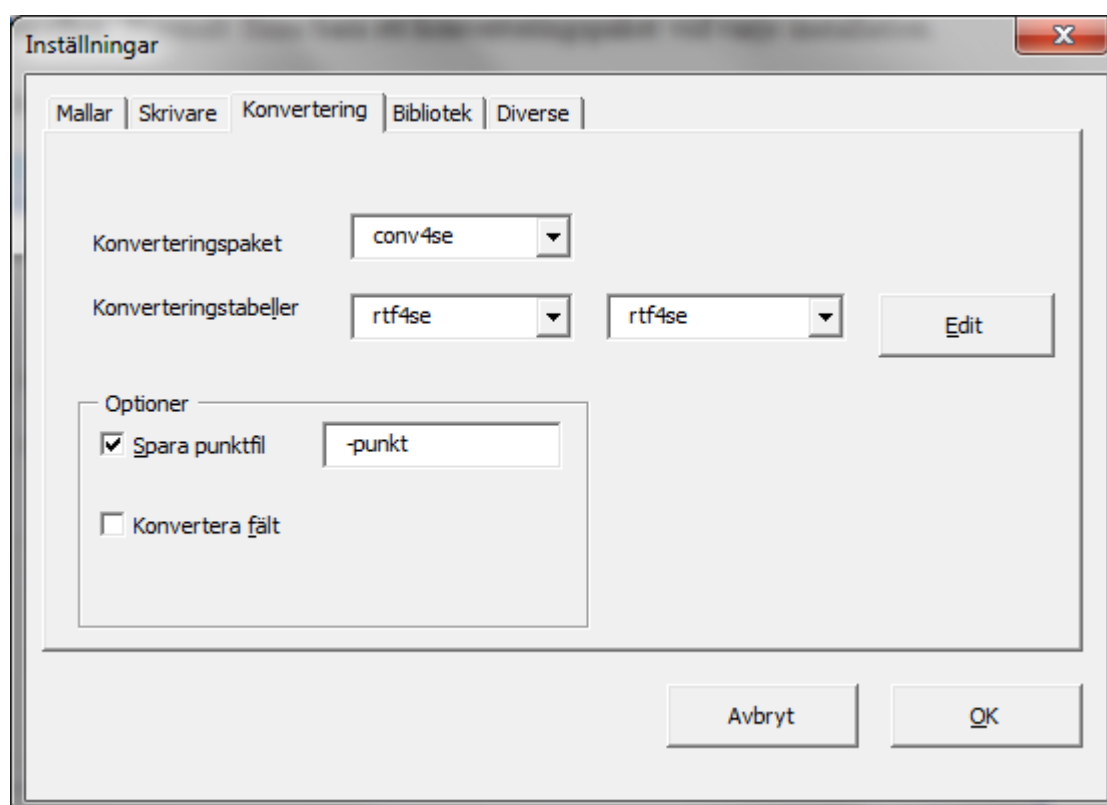 Inställningar
Mallar Skrivare Konvertering Bibliotek Diverse
Konverteringspaket conv4se
Konverteringstabeller rtf4se rtf4se Edit
Optioner
Spara punktfil -punkt
Konvertera fält
Avbryt OK